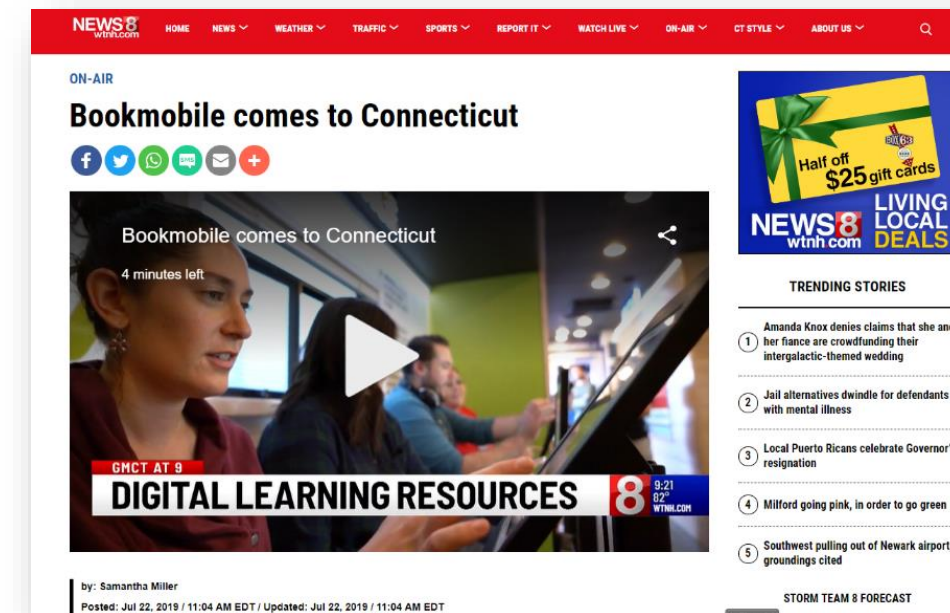 NEWS 8
wtnh.com
HOME NEWS WEATHER TRAFFIC SPORTS REPORT IT WATCH LIVE ON-AIR CT STYLE ABOUT US
ON-AIR
Bookmobile comes to Connecticut
SMS
Bookmobile comes to Connecticut
4 minutes left
GMCT AT 9
DIGITAL LEARNING RESOURCES
8
9:21
82°
WTNH.COM
by: Samantha Miller
Posted: Jul 22, 2019 / 11:04 AM EDT / Updated: Jul 22, 2019 / 11:04 AM EDT
Half off
$25 gift cards
NEWS 8
wtnh.com
LIVING
LOCAL
DEALS
TRENDING STORIES
1 Amanda Knox denies claims that she and
her fiance are crowdfunding their
intergalactic-themed wedding
2 Jail alternatives dwindle for defendants
with mental illness
3 Local Puerto Ricans celebrate Governor'
resignation
4 Milford going pink, in order to go green
5 Southwest pulling out of Newark airport
groundings cited
STORM TEAM 8 FORECAST